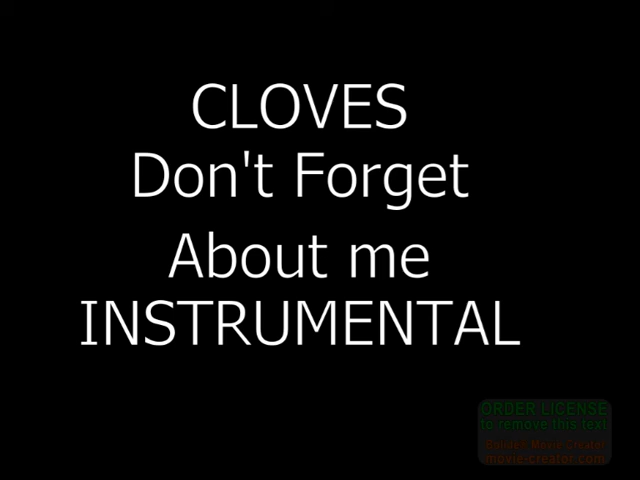 CLOVES
Don't Forget
About me
INSTRUMENTAL
ORDER LICENSE
to remove this text
movie-creator.com